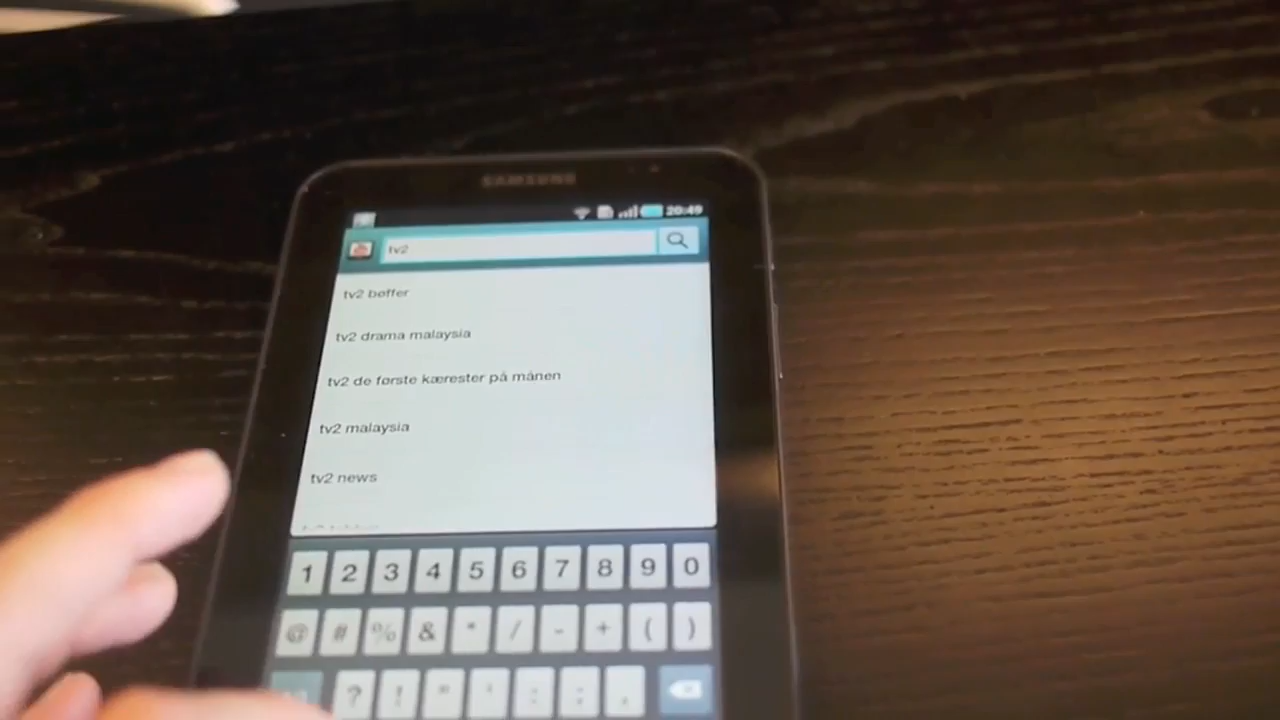 SAMSUNG
20:49
tv2
tv2 bøffer
tv2 drama malaysia
tv2 de første kærester på månen
tv2 malaysia
tv2 news
1 2 3 4 5 6 7 8 9 0
@ # % & * / - + ( )
? ! " ' : ; ,